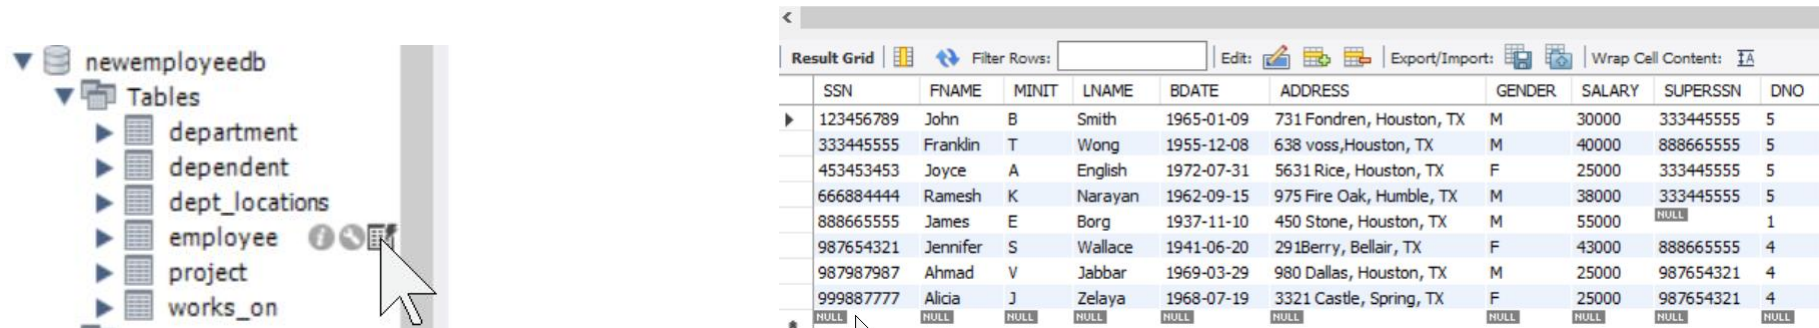 newemployeedb
Tables
department
dependent
dept_locations
employee
project
works_on
Result Grid Filter Rows: Edit: Export/Import: Wrap Cell Content:
SSN FNAME MINIT LNAME BDATE ADDRESS GENDER SALARY SUPERSSN DNO
123456789 John B Smith 1965-01-09 731 Fondren, Houston, TX M 30000 333445555 5
333445555 Franklin T Wong 1955-12-08 638 voss,Houston, TX M 40000 888665555 5
453453453 Joyce A English 1972-07-31 5631 Rice, Houston, TX F 25000 333445555 5
666884444 Ramesh K Narayan 1962-09-15 975 Fire Oak, Humble, TX M 38000 333445555 5
888665555 James E Borg 1937-11-10 450 Stone, Houston, TX M 55000 NULL 1
987654321 Jennifer S Wallace 1941-06-20 291Berry, Bellair, TX F 43000 888665555 4
987987987 Ahmad V Jabbar 1969-03-29 980 Dallas, Houston, TX M 25000 987654321 4
999887777 Alicia J Zelaya 1968-07-19 3321 Castle, Spring, TX F 25000 987654321 4
NULL NULL NULL NULL NULL NULL NULL NULL NULL NULL